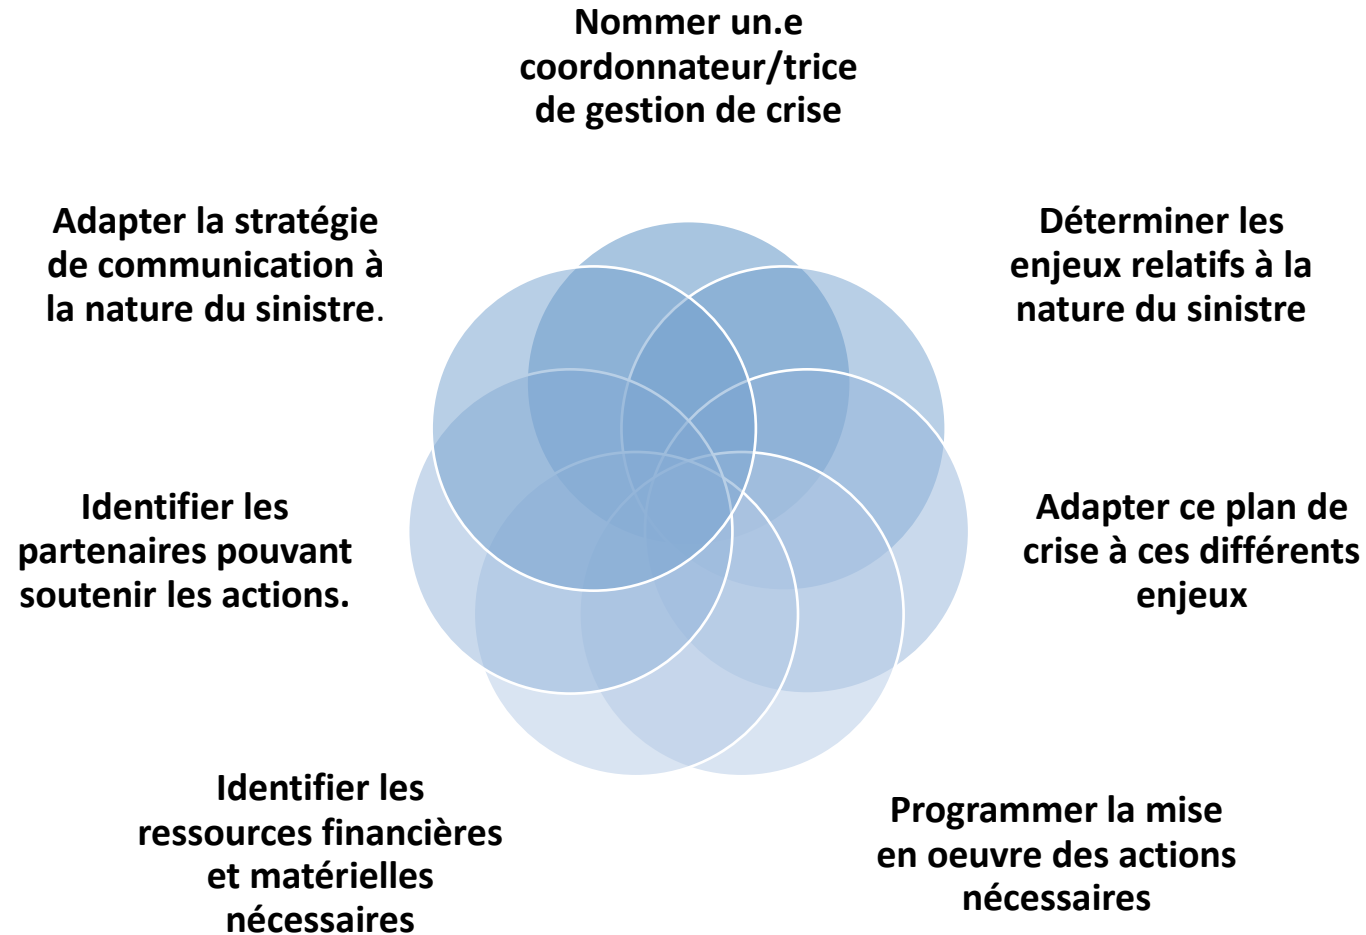 Nommer un.e
coordonnateur/trice
de gestion de crise
Déterminer les
enjeux relatifs à la
nature du sinistre
Adapter ce plan de
crise à ces différents
enjeux
Programmer la mise
en oeuvre des actions
nécessaires
Identifier les
ressources financières
et matérielles
nécessaires
Identifier les
partenaires pouvant
soutenir les actions.
Adapter la stratégie
de communication à
la nature du sinistre.